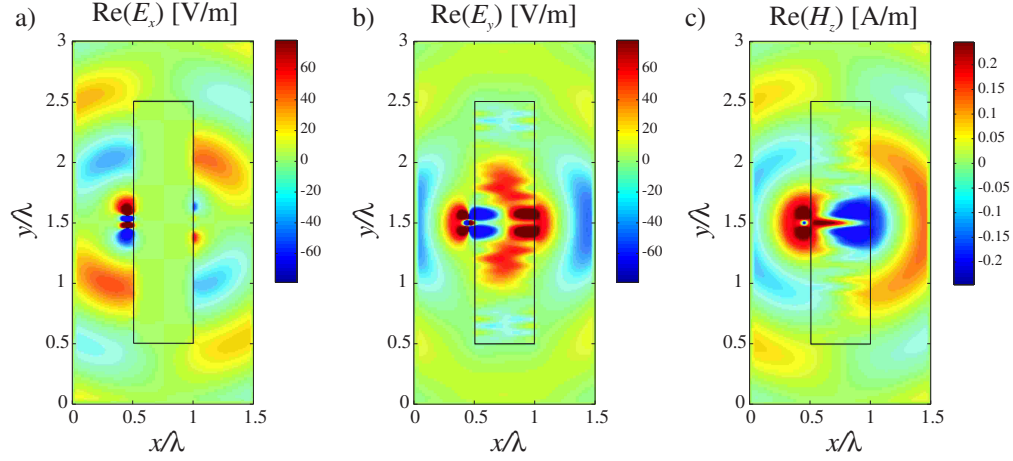 a) Re(E_x) [V/m] b) Re(E_y) [V/m] c) Re(H_z) [A/m]
3 3 3
2.5 2.5 2.5
2 2 2
1.5 1.5 1.5
1 1 1
0.5 0.5 0.5
0 0 0
y/λ y/λ y/λ
0 0.5 1 1.5 0 0.5 1 1.5 0 0.5 1 1.5
x/λ x/λ x/λ
60 60 0.2
40 40 0.15
20 20 0.1
0 0 0.05
-20 -20 0
-40 -40 -0.05
-60 -60 -0.1
-0.15
-0.2